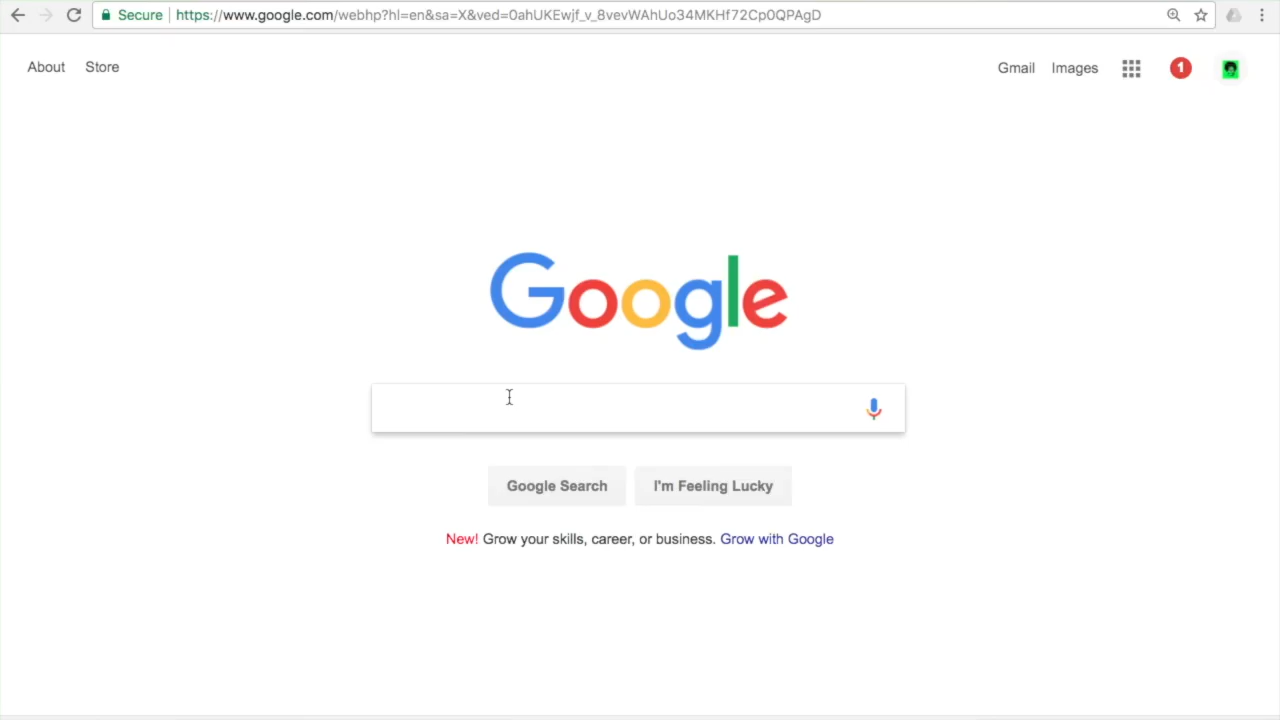 Secure https://www.google.com/webhp?hl=en&sa=X&ved=0ahUKEwjf_v_8vevWAhUo34MKHf72Cp0QPAgD
About Store Gmail Images 1
Google
Google Search I'm Feeling Lucky
New! Grow your skills, career, or business. Grow with Google